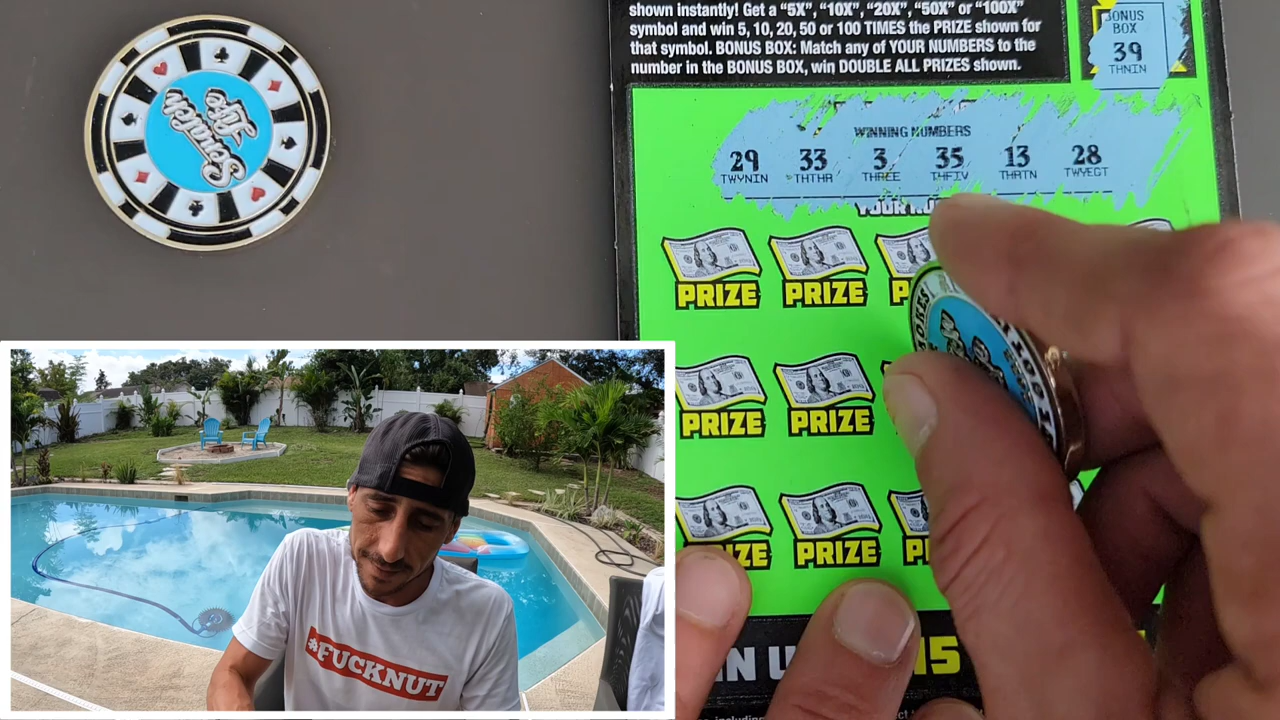 shown instantly! Get a "5X", "10X", "20X", "50X" or "100X"
symbol and win 5, 10, 20, 50 or 100 TIMES the PRIZE shown for
that symbol. BONUS BOX: Match any of YOUR NUMBERS to the
number in the BONUS BOX, win DOUBLE ALL PRIZES shown.
BONUS
BOX
39
THNIN
WINNING NUMBERS
29 33 3 35 13 28
TWYNIN THTHR THREE THFIV THRTN TWYEGT
YOUR
PRIZE PRIZE
PRIZE PRIZE
PRIZE
Scratch
Life
#FUCKNUT